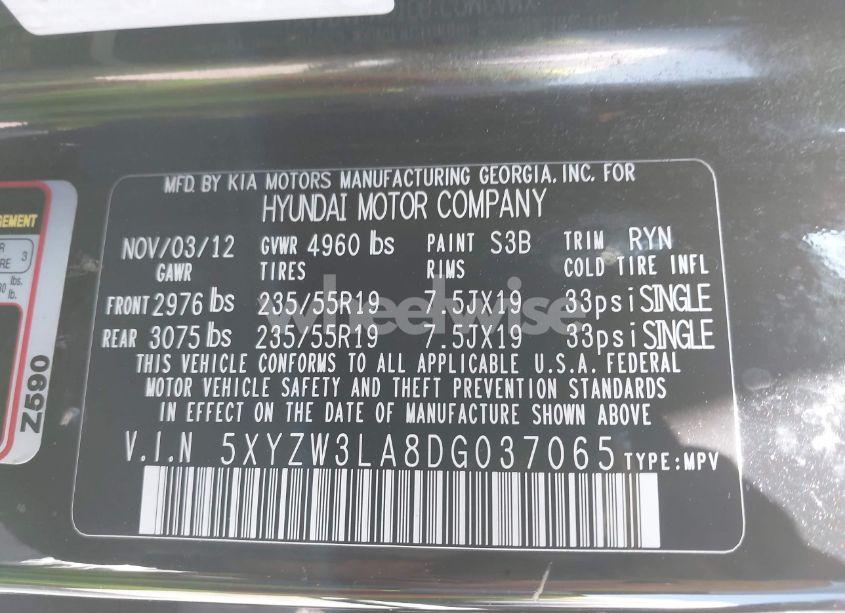 MFD. BY KIA MOTORS MANUFACTURING GEORGIA, INC. FOR
HYUNDAI MOTOR COMPANY
NOV/03/12 GVWR 4960 lbs PAINT S3B TRIM RYN
GAWR TIRES RIMS COLD TIRE INFL
FRONT 2976 lbs 235/55R19 7.5JX19 33psi SINGLE
REAR 3075 lbs 235/55R19 7.5JX19 33psi SINGLE
THIS VEHICLE CONFORMS TO ALL APPLICABLE U.S.A. FEDERAL
MOTOR VEHICLE SAFETY AND THEFT PREVENTION STANDARDS
IN EFFECT ON THE DATE OF MANUFACTURE SHOWN ABOVE
V.I.N 5XYZW3LA8DG037065 TYPE:MPV
Z590
wheelwise